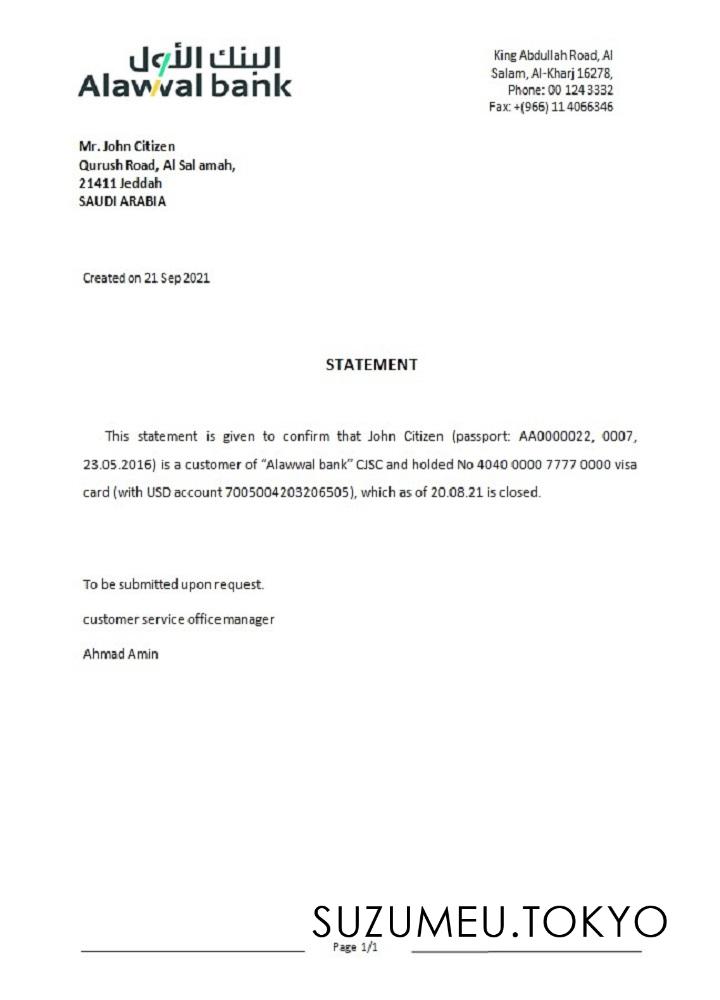 البنك الأول
Alawwal bank
King Abdullah Road, Al
Salam, Al-Kharj 16278,
Phone: 00 124 3332
Fax: +(966) 11 4066346
Mr. John Citizen
Qurush Road, Al Sal amah,
21411 Jeddah
SAUDI ARABIA
Created on 21 Sep 2021
STATEMENT
This statement is given to confirm that John Citizen (passport: AA0000022, 0007,
23.05.2016) is a customer of “Alawwal bank” CJSC and holded No 4040 0000 7777 0000 visa
card (with USD account 7005004203206505), which as of 20.08.21 is closed.
To be submitted upon request.
customer service office manager
Ahmad Amin
SUZUMEU.TOKYO
Page 1/1